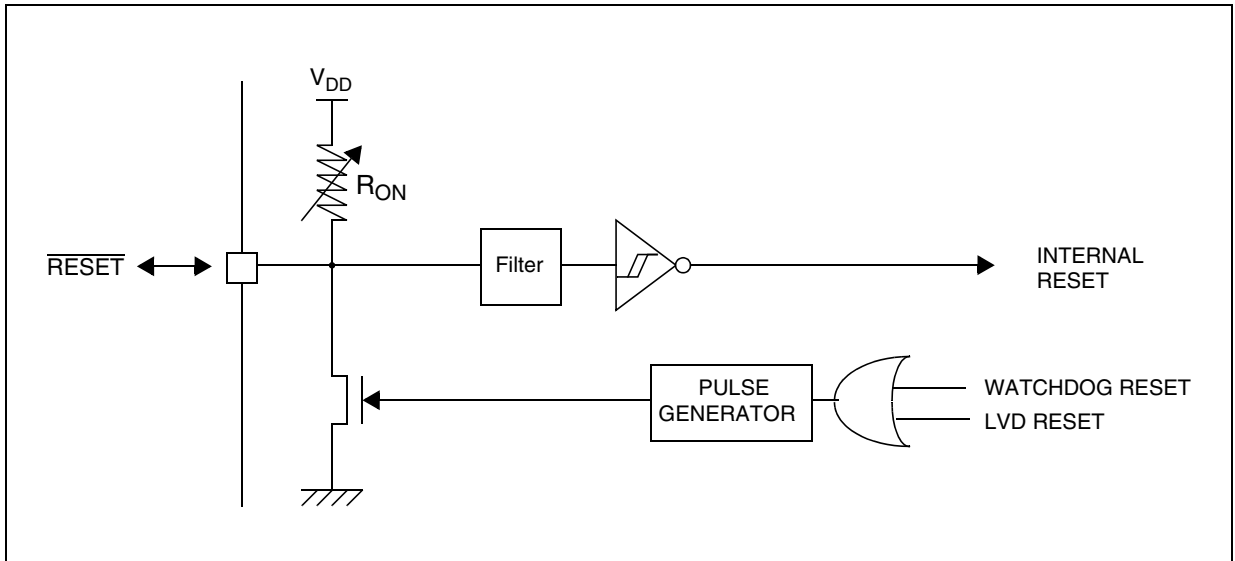 VDD
RON
RESET
Filter
INTERNAL
RESET
PULSE
GENERATOR
WATCHDOG RESET
LVD RESET